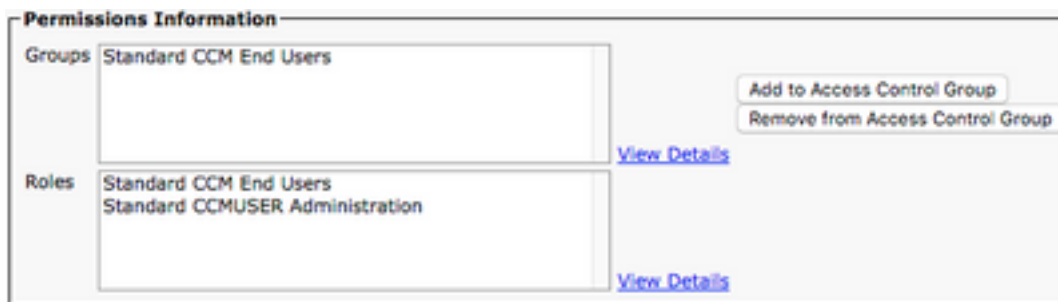 Permissions Information
Groups
Standard CCM End Users
Add to Access Control Group
Remove from Access Control Group
View Details
Roles
Standard CCM End Users
Standard CCMUSER Administration
View Details